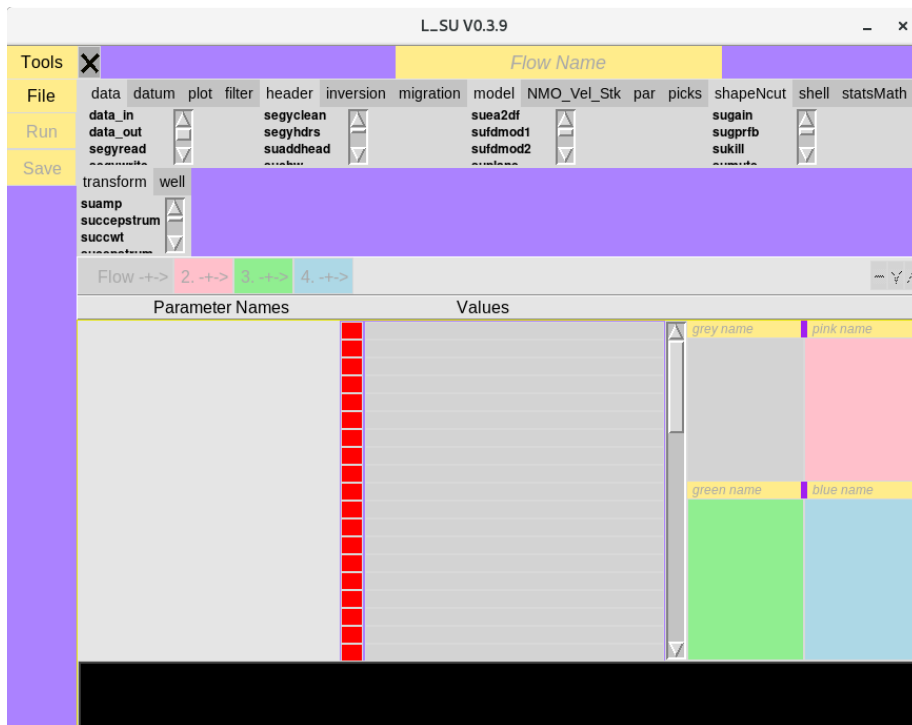 L_SU V0.3.9
Tools
Flow Name
File
data datum plot filter header inversion migration model NMO_Vel_Stk par picks shapeNcut shell statsMath
Run
data_in segyclean suea2df sugain
data_out segyhdrs sufdmod1 sugprfb
segyread suaddhead sufdmod2 sukill
Save
transform well
suamp
succepstrum
succwt
Flow -+-> 2. -+-> 3. -+-> 4. -+->
Parameter Names Values
grey name pink name
green name blue name